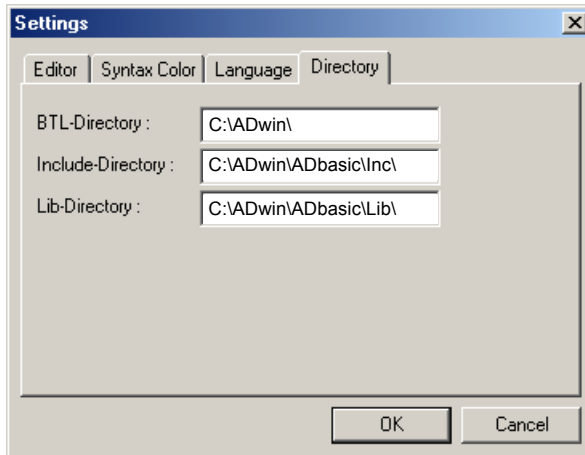 Settings
Editor Syntax Color Language Directory
BTL-Directory : C:\ADwin\
Include-Directory : C:\ADwin\ADbasic\Inc\
Lib-Directory : C:\ADwin\ADbasic\Lib\
OK Cancel